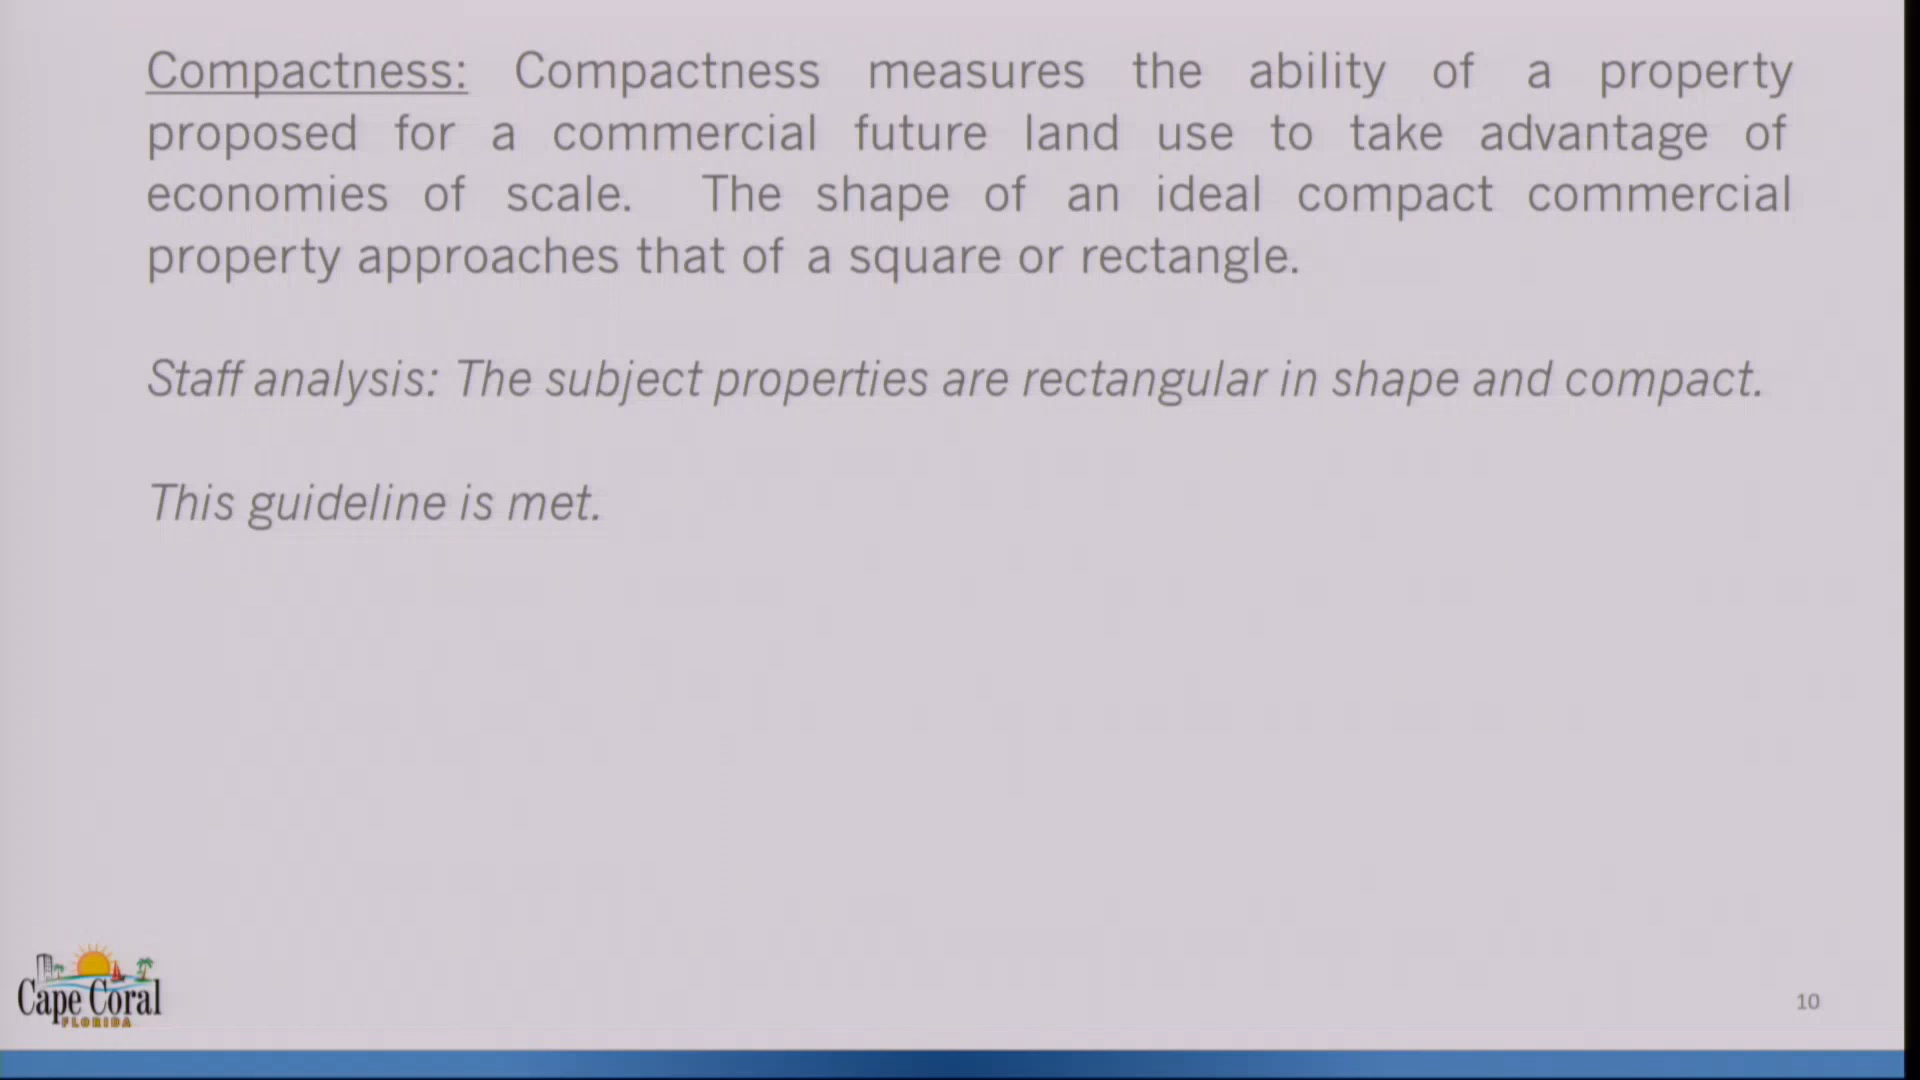 Compactness: Compactness measures the ability of a property
proposed for a commercial future land use to take advantage of
economies of scale. The shape of an ideal compact commercial
property approaches that of a square or rectangle.
Staff analysis: The subject properties are rectangular in shape and compact.
This guideline is met.
Cape Coral
FLORIDA
10